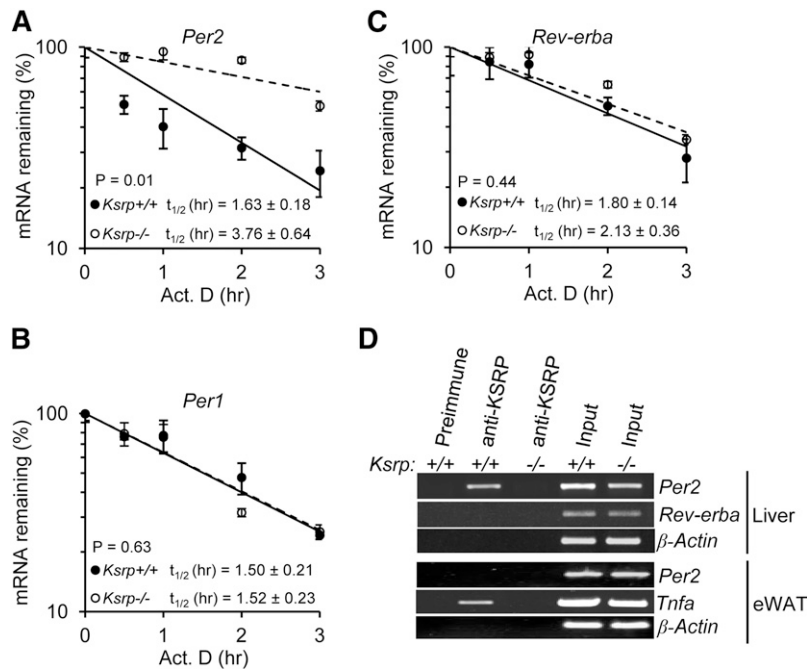 A
Per2
mRNA remaining (%)
100
10
P = 0.01
Ksrp+/+ t1/2 (hr) = 1.63 ± 0.18
Ksrp-/- t1/2 (hr) = 3.76 ± 0.64
0 1 2 3
Act. D (hr)
B
Per1
mRNA remaining (%)
100
10
P = 0.63
Ksrp+/+ t1/2 (hr) = 1.50 ± 0.21
Ksrp-/- t1/2 (hr) = 1.52 ± 0.23
0 1 2 3
Act. D (hr)
C
Rev-erba
mRNA remaining (%)
100
10
P = 0.44
Ksrp+/+ t1/2 (hr) = 1.80 ± 0.14
Ksrp-/- t1/2 (hr) = 2.13 ± 0.36
0 1 2 3
Act. D (hr)
D
Preimmune
anti-KSRP
anti-KSRP
Input
Input
Ksrp: +/+ +/+ -/- +/+ -/-
Per2
Rev-erba
β-Actin
Liver
Per2
Tnfa
β-Actin
eWAT